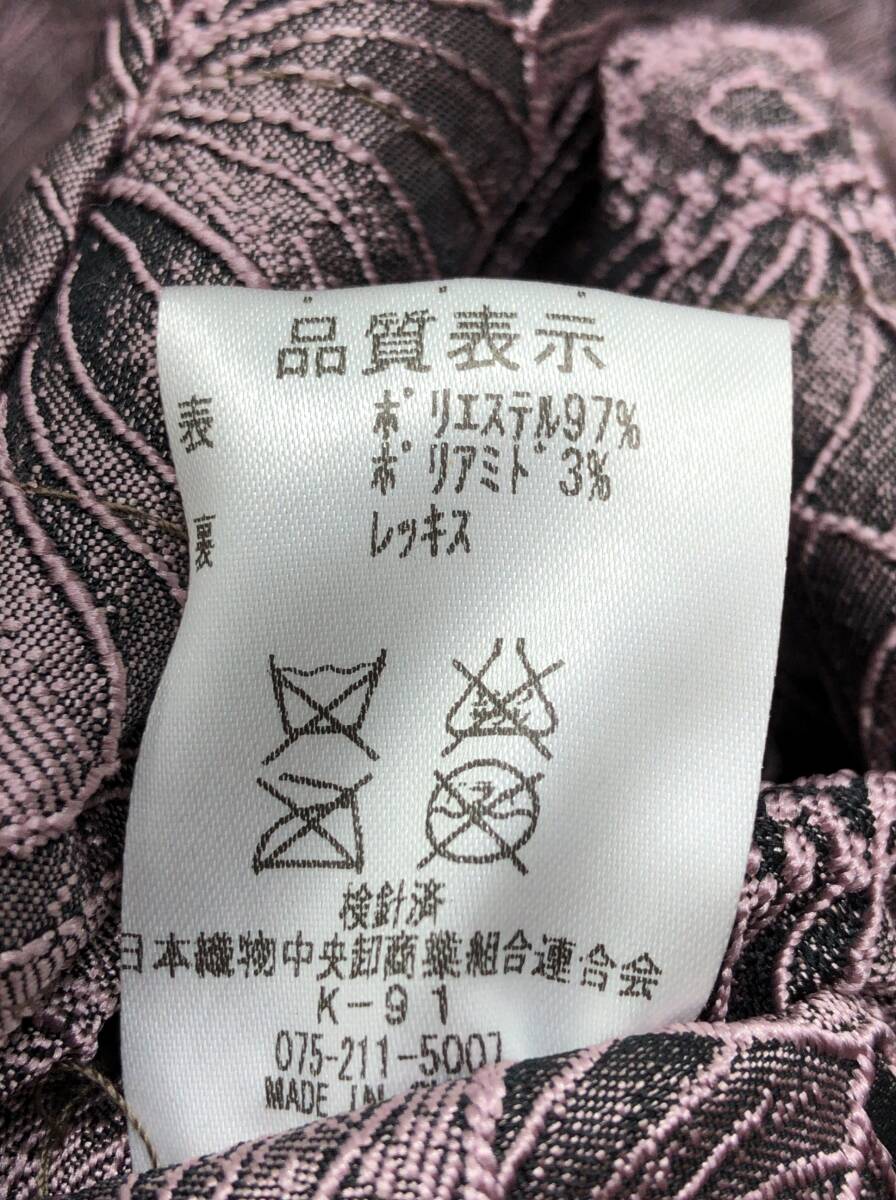 品質表示
表 ポリエステル97%
ポリアミド3%
裏 レッキス
検針済
日本織物中央卸商業組合連合会
K-91
075-211-5007
MADE IN